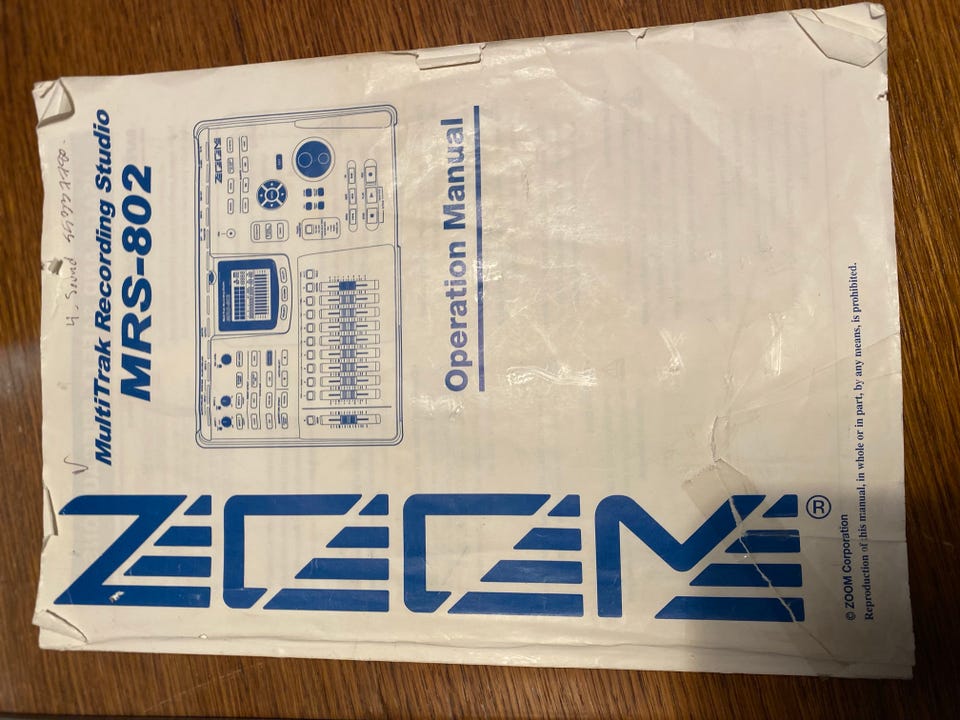 MultiTrak Recording Studio
MRS-802
ZOOM
Operation Manual
ZOOM®
© ZOOM Corporation
Reproduction of this manual, in whole or in part, by any means, is prohibited.